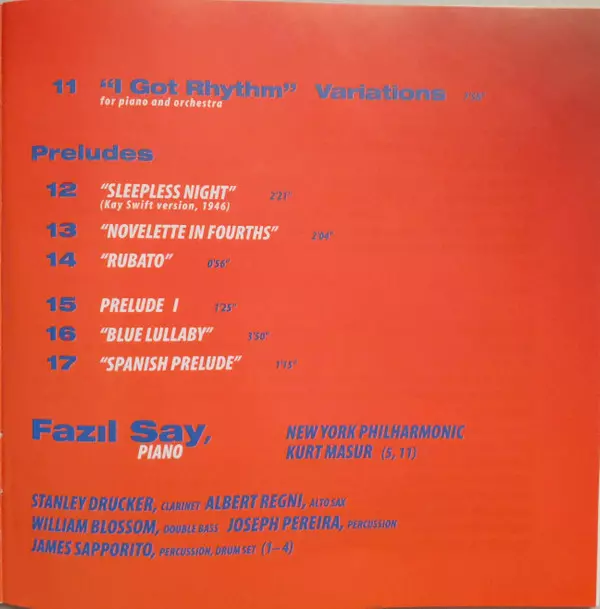 11 "I Got Rhythm" Variations
for piano and orchestra
Preludes
12 "SLEEPLESS NIGHT" 2'21"
(Kay Swift version, 1946)
13 "NOVELETTE IN FOURTHS" 2'04"
14 "RUBATO" 0'56"
15 PRELUDE I 1'25"
16 "BLUE LULLABY" 1'50"
17 "SPANISH PRELUDE" 1'15"
Fazıl Say,
PIANO
NEW YORK PHILHARMONIC
KURT MASUR (5, 11)
STANLEY DRUCKER, CLARINET ALBERT REGNI, ALTO SAX
WILLIAM BLOSSOM, DOUBLE BASS JOSEPH PEREIRA, PERCUSSION
JAMES SAPPORITO, PERCUSSION, DRUM SET (1–4)